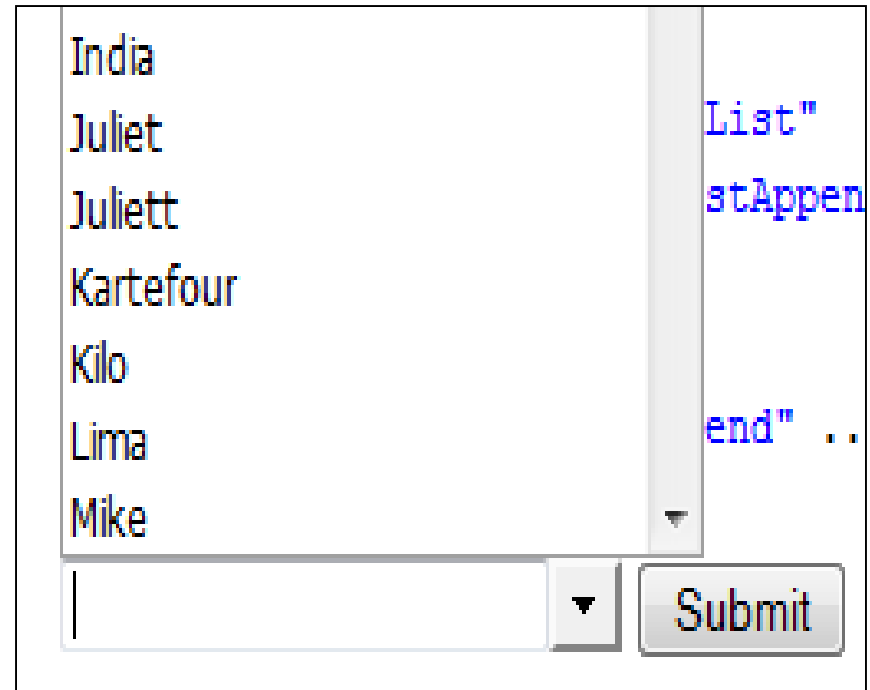 India
Juliet List"
Juliett stAppen
Kartefour
Kilo
Lima end" ..
Mike
Submit